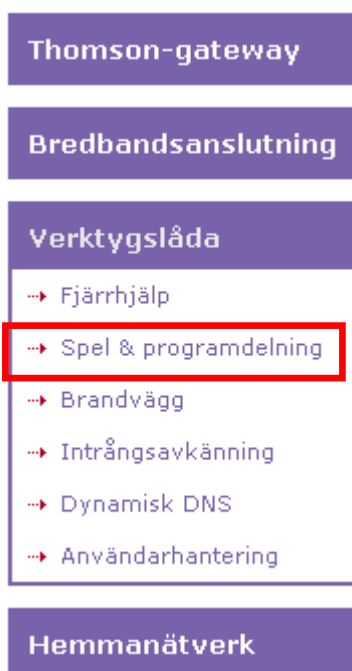 Thomson-gateway
Bredbandsanslutning
Verktygslåda
Fjärrhjälp
Spel & programdelning
Brandvägg
Intrångsavkänning
Dynamisk DNS
Användarhantering
Hemmanätverk